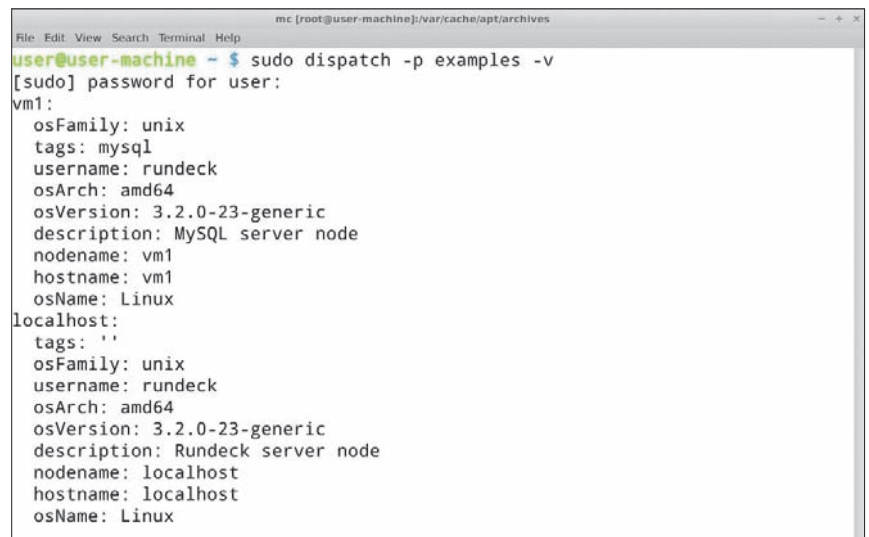 mc [root@user-machine]:/var/cache/apt/archives
File Edit View Search Terminal Help
user@user-machine ~ $ sudo dispatch -p examples -v
[sudo] password for user:
vm1:
  osFamily: unix
  tags: mysql
  username: rundeck
  osArch: amd64
  osVersion: 3.2.0-23-generic
  description: MySQL server node
  nodename: vm1
  hostname: vm1
  osName: Linux
localhost:
  tags: ''
  osFamily: unix
  username: rundeck
  osArch: amd64
  osVersion: 3.2.0-23-generic
  description: Rundeck server node
  nodename: localhost
  hostname: localhost
  osName: Linux